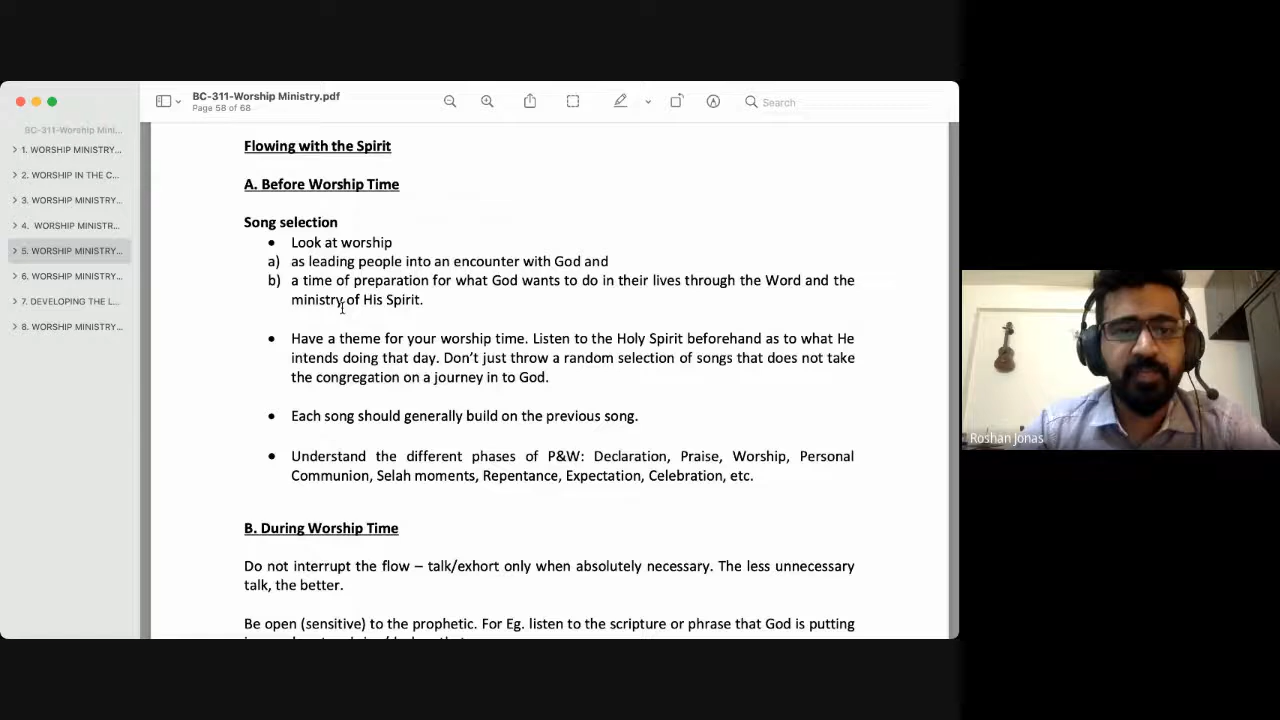 BC-311-Worship Ministry.pdf
Page 58 of 68
Search
BC-311-Worship Mini...
1. WORSHIP MINISTRY...
2. WORSHIP IN THE C...
3. WORSHIP MINISTRY...
4. WORSHIP MINISTR...
5. WORSHIP MINISTRY...
6. WORSHIP MINISTRY...
7. DEVELOPING THE L...
8. WORSHIP MINISTRY...
Flowing with the Spirit
A. Before Worship Time
Song selection
• Look at worship
a) as leading people into an encounter with God and
b) a time of preparation for what God wants to do in their lives through the Word and the
ministry of His Spirit.
• Have a theme for your worship time. Listen to the Holy Spirit beforehand as to what He
intends doing that day. Don’t just throw a random selection of songs that does not take
the congregation on a journey in to God.
• Each song should generally build on the previous song.
• Understand the different phases of P&W: Declaration, Praise, Worship, Personal
Communion, Selah moments, Repentance, Expectation, Celebration, etc.
B. During Worship Time
Do not interrupt the flow – talk/exhort only when absolutely necessary. The less unnecessary
talk, the better.
Be open (sensitive) to the prophetic. For Eg. listen to the scripture or phrase that God is putting
Roshan Jonas